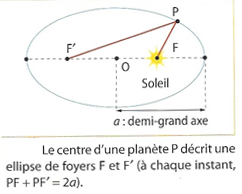 P
F'
F
O
Soleil
a : demi-grand axe
Le centre d'une planète P décrit une
ellipse de foyers F et F' (à chaque instant,
PF + PF' = 2a).